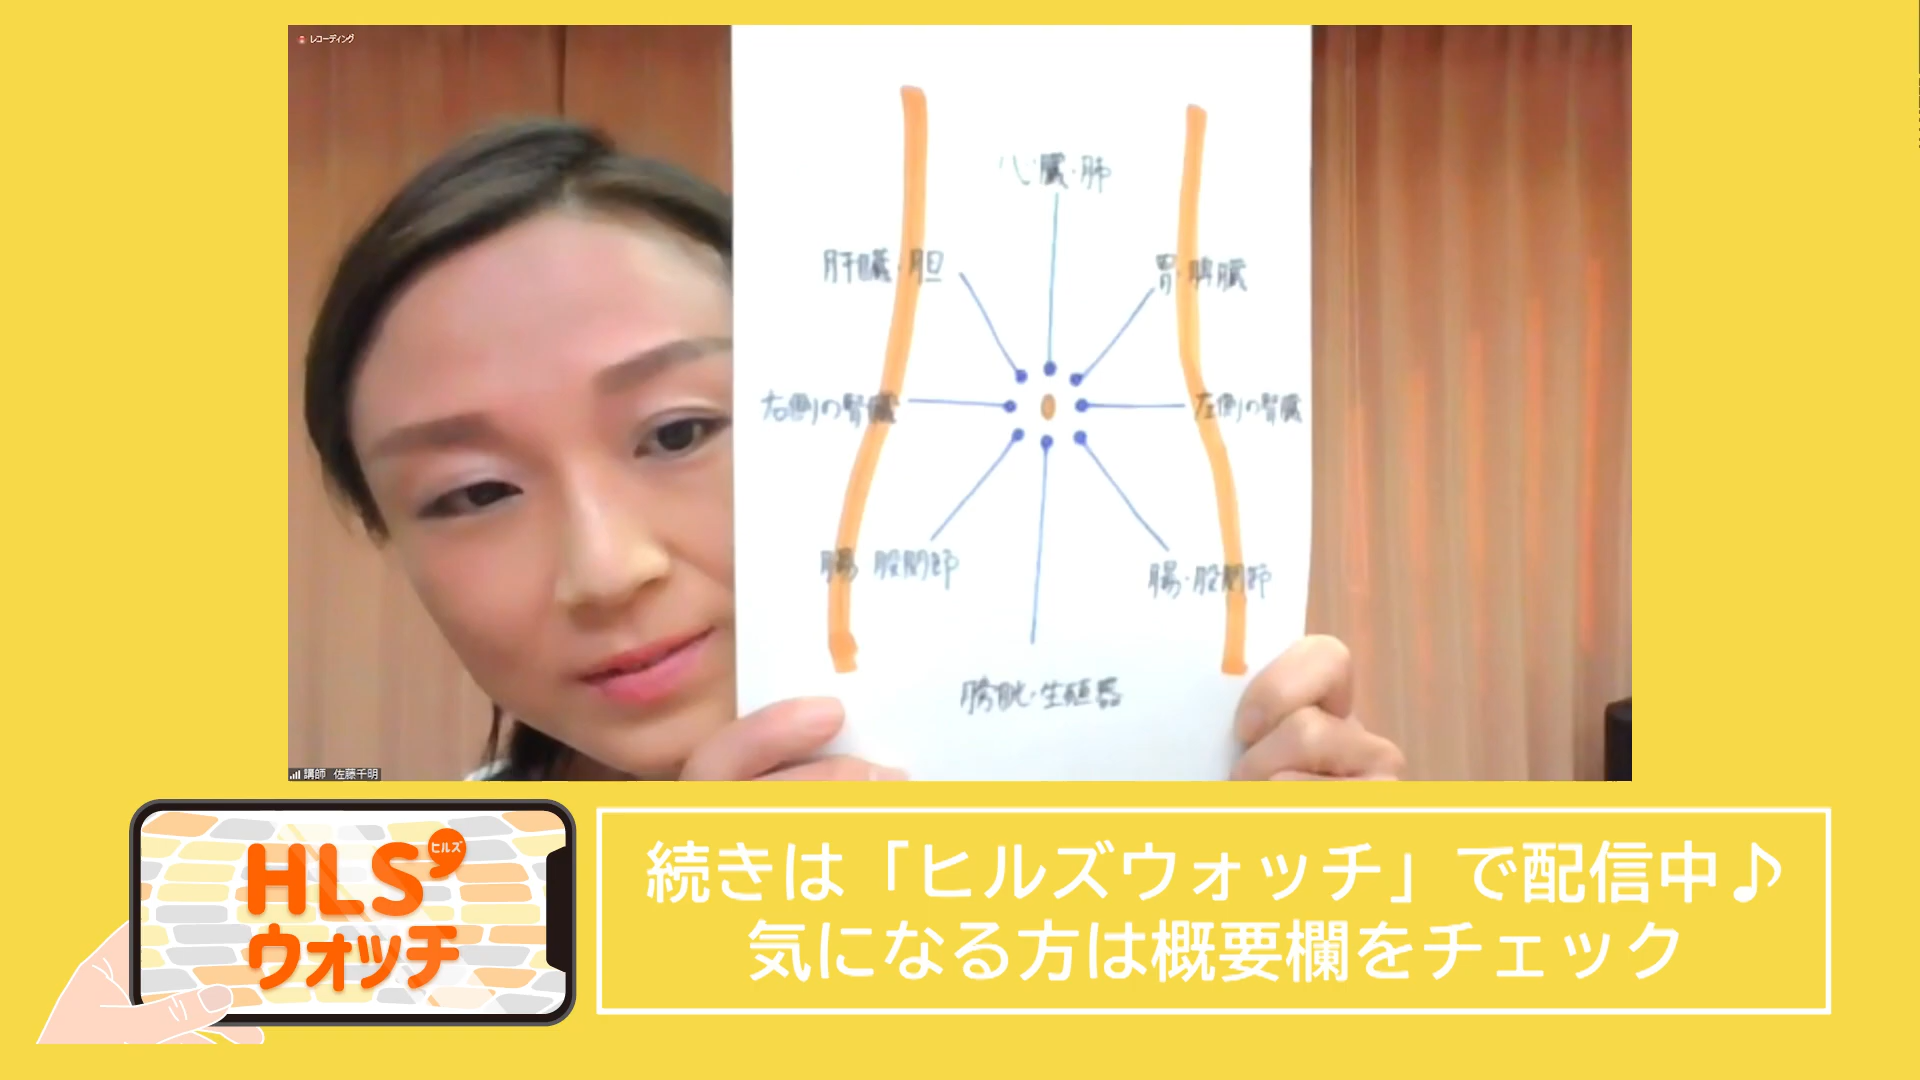 レコーディング
心臓・肺
肝臓・胆
胃・脾臓
右側の腎臓
左側の腎臓
腸 股関節
腸・股関節
膀胱・生殖器
講師 佐藤千明
HLS
ヒルズ
ウォッチ
続きは「ヒルズウォッチ」で配信中♪
気になる方は概要欄をチェック